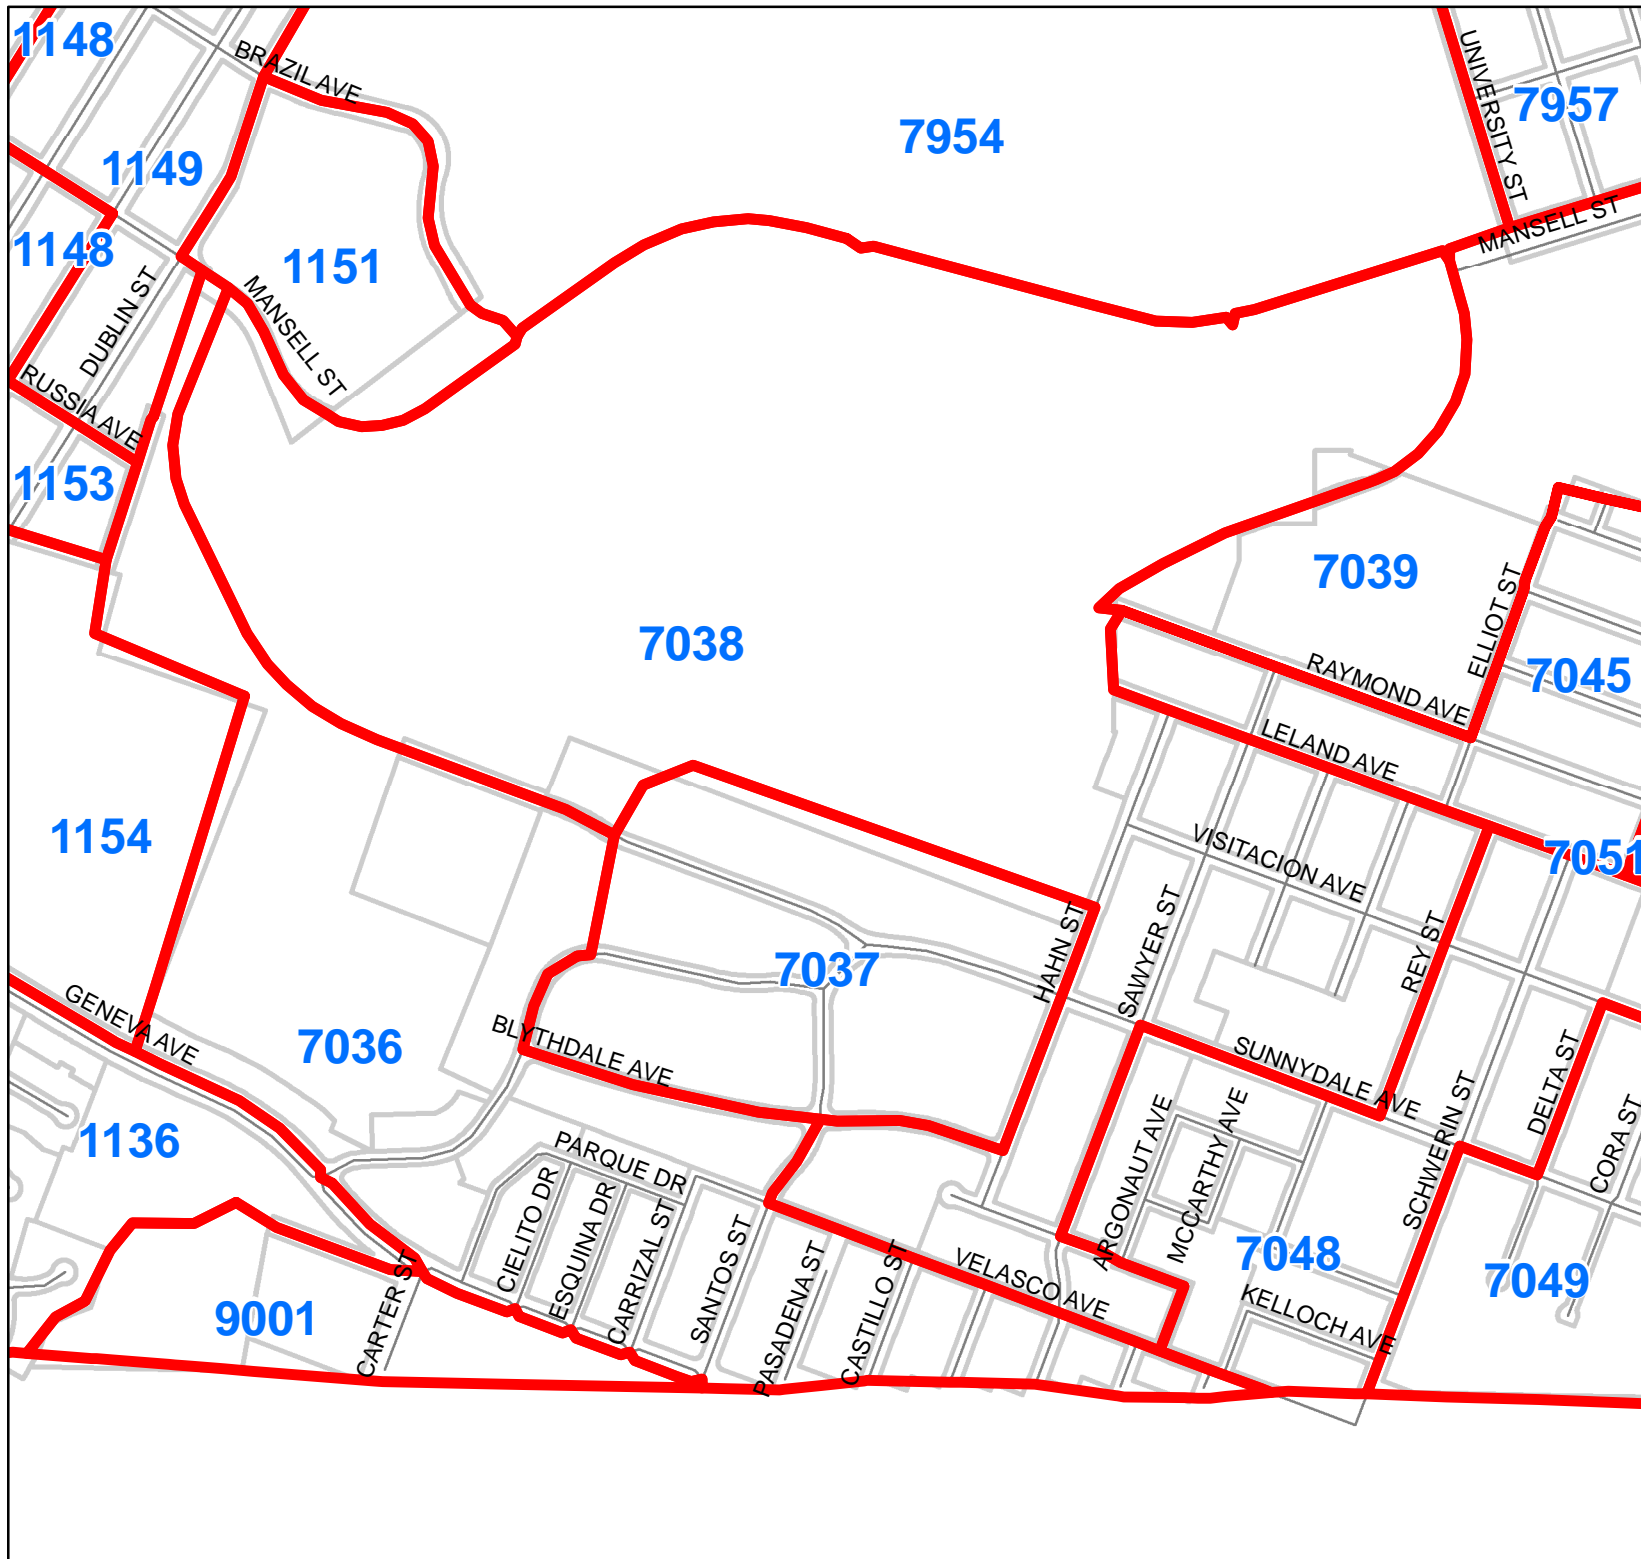 1148
BRAZIL AVE
7954
UNIVERSITY ST
7957
1149
MANSELL ST
1148
1151
DUBLIN ST
MANSELL ST
RUSSIA AVE
1153
7039
ELLIOT ST
7038
RAYMOND AVE
7045
LELAND AVE
1154
VISITACION AVE
7051
HAHN ST
SAWYER ST
REY ST
7037
GENEVA AVE
7036
BLYTHDALE AVE
SUNNYDALE AVE
SCHWERIN ST
DELTA ST
CORA ST
1136
PARQUE DR
ARGONAUT AVE
MCCARTHY AVE
CIELITO DR
ESQUINA DR
CARRIZAL ST
SANTOS ST
PASADENA ST
CASTILLO ST
VELASCO AVE
7048
7049
9001
CARTER ST
KELLOCH AVE